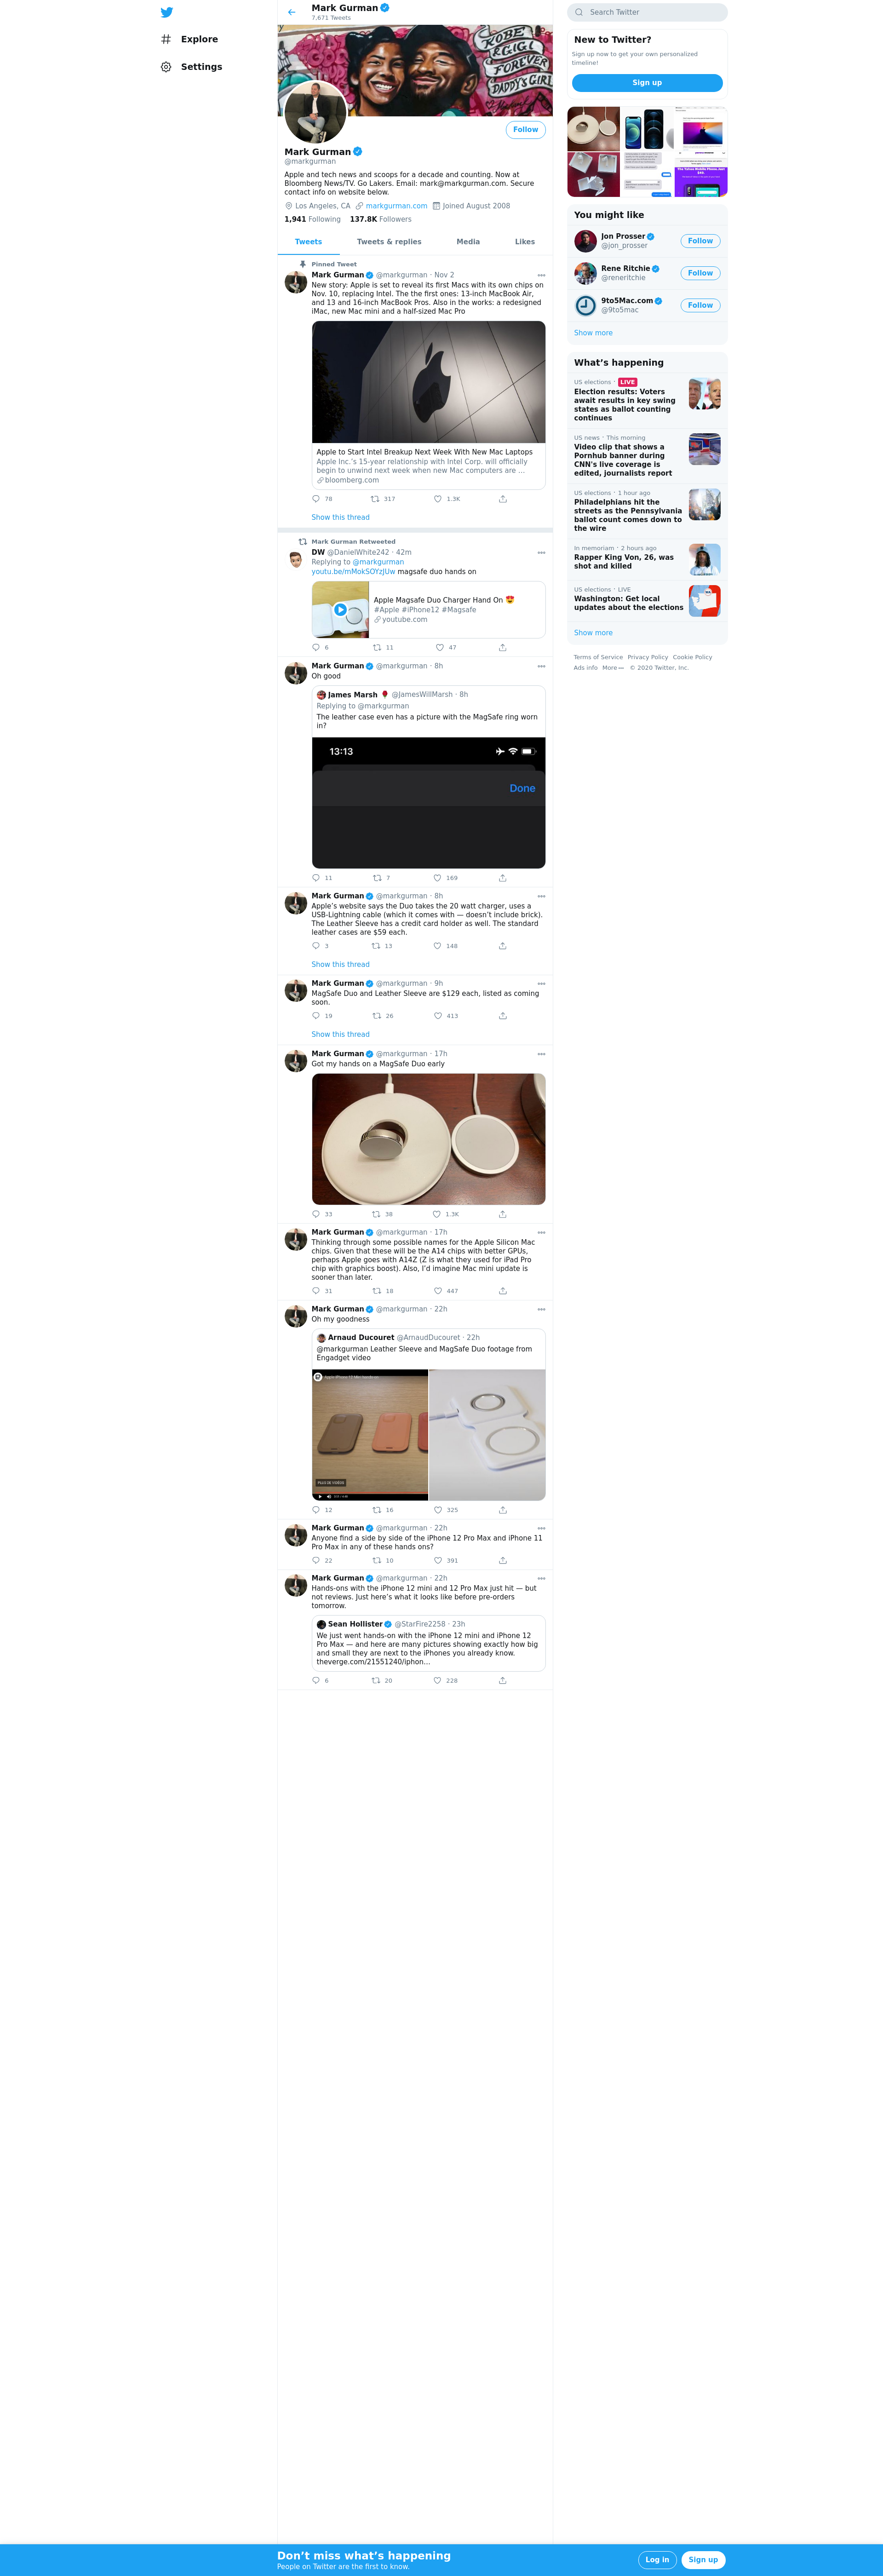 Explore
Settings
Mark Gurman
7,671 Tweets
KOBE
& GIGI
FOREVER
DADDY'S GIRL
Follow
Mark Gurman
@markgurman
Apple and tech news and scoops for a decade and counting. Now at
Bloomberg News/TV. Go Lakers. Email: mark@markgurman.com. Secure
contact info on website below.
Los Angeles, CA markgurman.com Joined August 2008
1,941 Following 137.8K Followers
Tweets Tweets & replies Media Likes
Pinned Tweet
Mark Gurman @markgurman · Nov 2
New story: Apple is set to reveal its first Macs with its own chips on
Nov. 10, replacing Intel. The the first ones: 13-inch MacBook Air,
and 13 and 16-inch MacBook Pros. Also in the works: a redesigned
iMac, new Mac mini and a half-sized Mac Pro
Apple to Start Intel Breakup Next Week With New Mac Laptops
Apple Inc.'s 15-year relationship with Intel Corp. will officially
begin to unwind next week when new Mac computers are …
bloomberg.com
78 317 1.3K
Show this thread
Mark Gurman Retweeted
DW @DanielWhite242 · 42m
Replying to @markgurman
youtu.be/mMokSOYzJUw magsafe duo hands on
Apple Magsafe Duo Charger Hand On 😍
#Apple #iPhone12 #Magsafe
youtube.com
6 11 47
Mark Gurman @markgurman · 8h
Oh good
James Marsh 🌹 @JamesWillMarsh · 8h
Replying to @markgurman
The leather case even has a picture with the MagSafe ring worn
in?
13:13
Done
11 7 169
Mark Gurman @markgurman · 8h
Apple's website says the Duo takes the 20 watt charger, uses a
USB-Lightning cable (which it comes with — doesn't include brick).
The Leather Sleeve has a credit card holder as well. The standard
leather cases are $59 each.
3 13 148
Show this thread
Mark Gurman @markgurman · 9h
MagSafe Duo and Leather Sleeve are $129 each, listed as coming
soon.
19 26 413
Show this thread
Mark Gurman @markgurman · 17h
Got my hands on a MagSafe Duo early
33 38 1.3K
Mark Gurman @markgurman · 17h
Thinking through some possible names for the Apple Silicon Mac
chips. Given that these will be the A14 chips with better GPUs,
perhaps Apple goes with A14Z (Z is what they used for iPad Pro
chip with graphics boost). Also, I'd imagine Mac mini update is
sooner than later.
31 18 447
Mark Gurman @markgurman · 22h
Oh my goodness
Arnaud Ducouret @ArnaudDucouret · 22h
@markgurman Leather Sleeve and MagSafe Duo footage from
Engadget video
12 16 325
Mark Gurman @markgurman · 22h
Anyone find a side by side of the iPhone 12 Pro Max and iPhone 11
Pro Max in any of these hands ons?
22 10 391
Mark Gurman @markgurman · 22h
Hands-ons with the iPhone 12 mini and 12 Pro Max just hit — but
not reviews. Just here's what it looks like before pre-orders
tomorrow.
Sean Hollister @StarFire2258 · 23h
We just went hands-on with the iPhone 12 mini and iPhone 12
Pro Max — and here are many pictures showing exactly how big
and small they are next to the iPhones you already know.
theverge.com/21551240/iphon…
6 20 228
Search Twitter
New to Twitter?
Sign up now to get your own personalized
timeline!
Sign up
You might like
Jon Prosser
@jon_prosser
Follow
Rene Ritchie
@reneritchie
Follow
9to5Mac.com
@9to5mac
Follow
Show more
What's happening
US elections · LIVE
Election results: Voters
await results in key swing
states as ballot counting
continues
US news · This morning
Video clip that shows a
Pornhub banner during
CNN's live coverage is
edited, journalists report
US elections · 1 hour ago
Philadelphians hit the
streets as the Pennsylvania
ballot count comes down to
the wire
In memoriam · 2 hours ago
Rapper King Von, 26, was
shot and killed
US elections · LIVE
Washington: Get local
updates about the elections
Show more
Terms of Service Privacy Policy Cookie Policy
Ads info More © 2020 Twitter, Inc.
Don't miss what's happening
People on Twitter are the first to know.
Log in Sign up